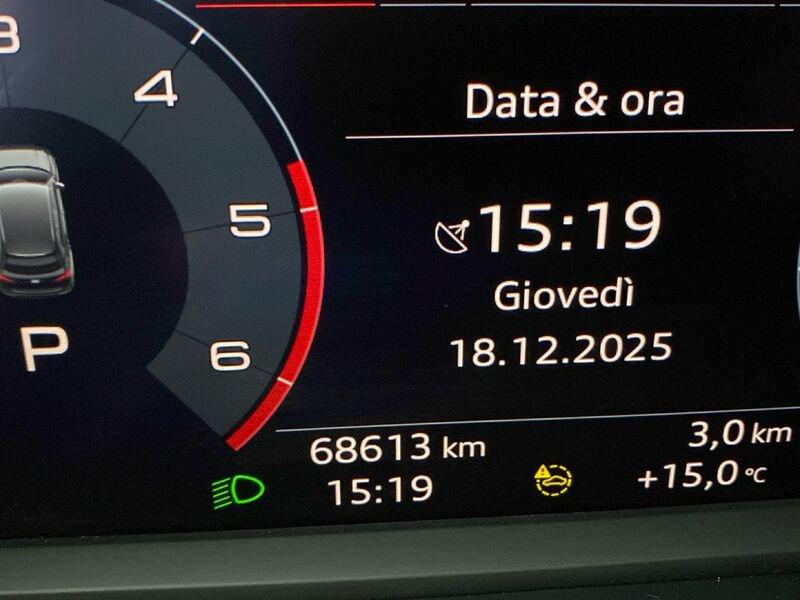 3
4
5
6
P
Data & ora
15:19
Giovedì
18.12.2025
68613 km
3,0 km
15:19
+15,0 °C